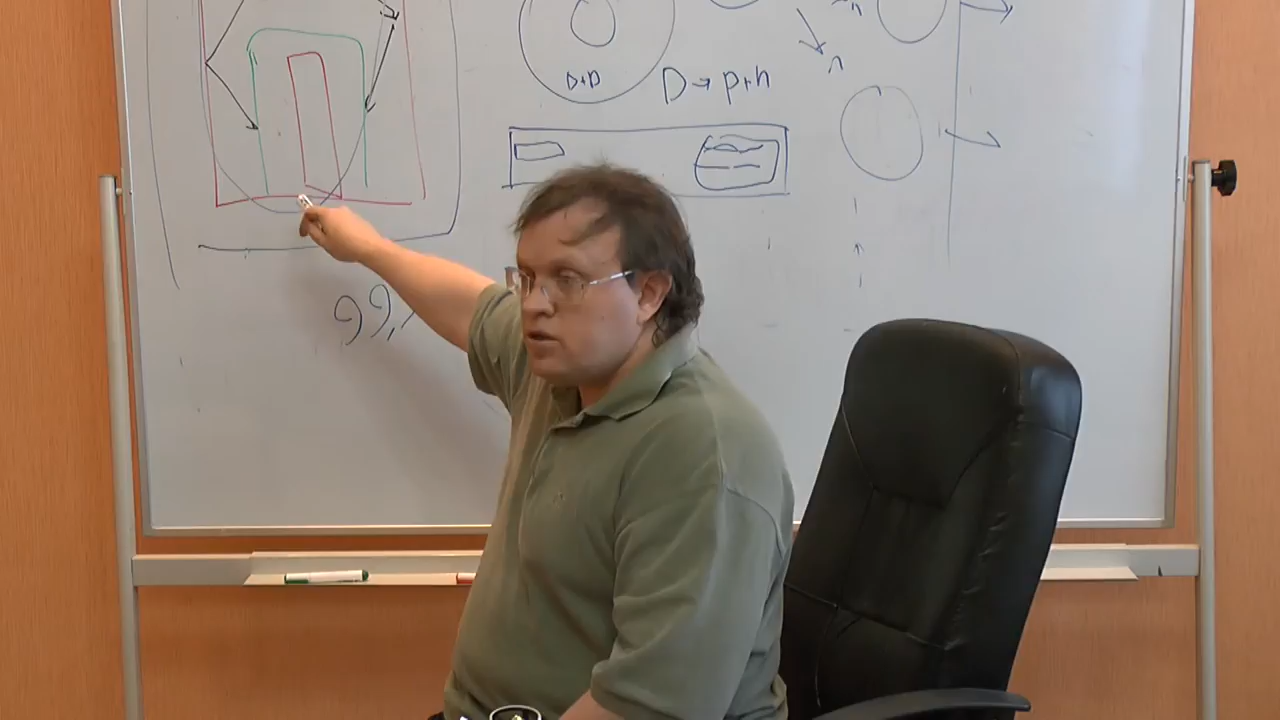 n
n
D+D
D → p+n
99,